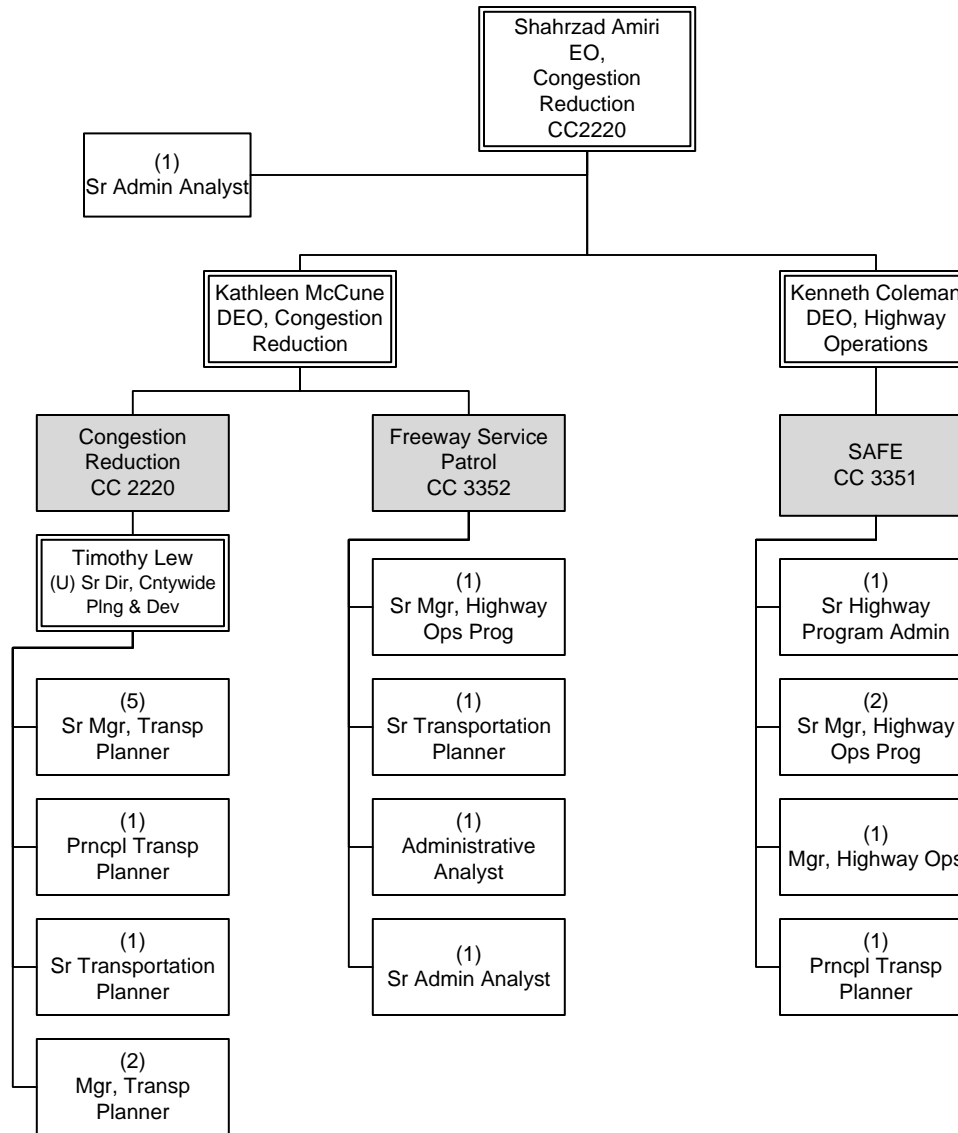 Shahrzad Amiri
EO,
Congestion
Reduction
CC2220
(1)
Sr Admin Analyst
Kathleen McCune
DEO, Congestion
Reduction
Kenneth Coleman
DEO, Highway
Operations
Congestion
Reduction
CC 2220
Freeway Service
Patrol
CC 3352
SAFE
CC 3351
Timothy Lew
(U) Sr Dir, Cntywide
Plng & Dev
(5)
Sr Mgr, Transp
Planner
(1)
Prncpl Transp
Planner
(1)
Sr Transportation
Planner
(2)
Mgr, Transp
Planner
(1)
Sr Mgr, Highway
Ops Prog
(1)
Sr Transportation
Planner
(1)
Administrative
Analyst
(1)
Sr Admin Analyst
(1)
Sr Highway
Program Admin
(2)
Sr Mgr, Highway
Ops Prog
(1)
Mgr, Highway Ops
(1)
Prncpl Transp
Planner